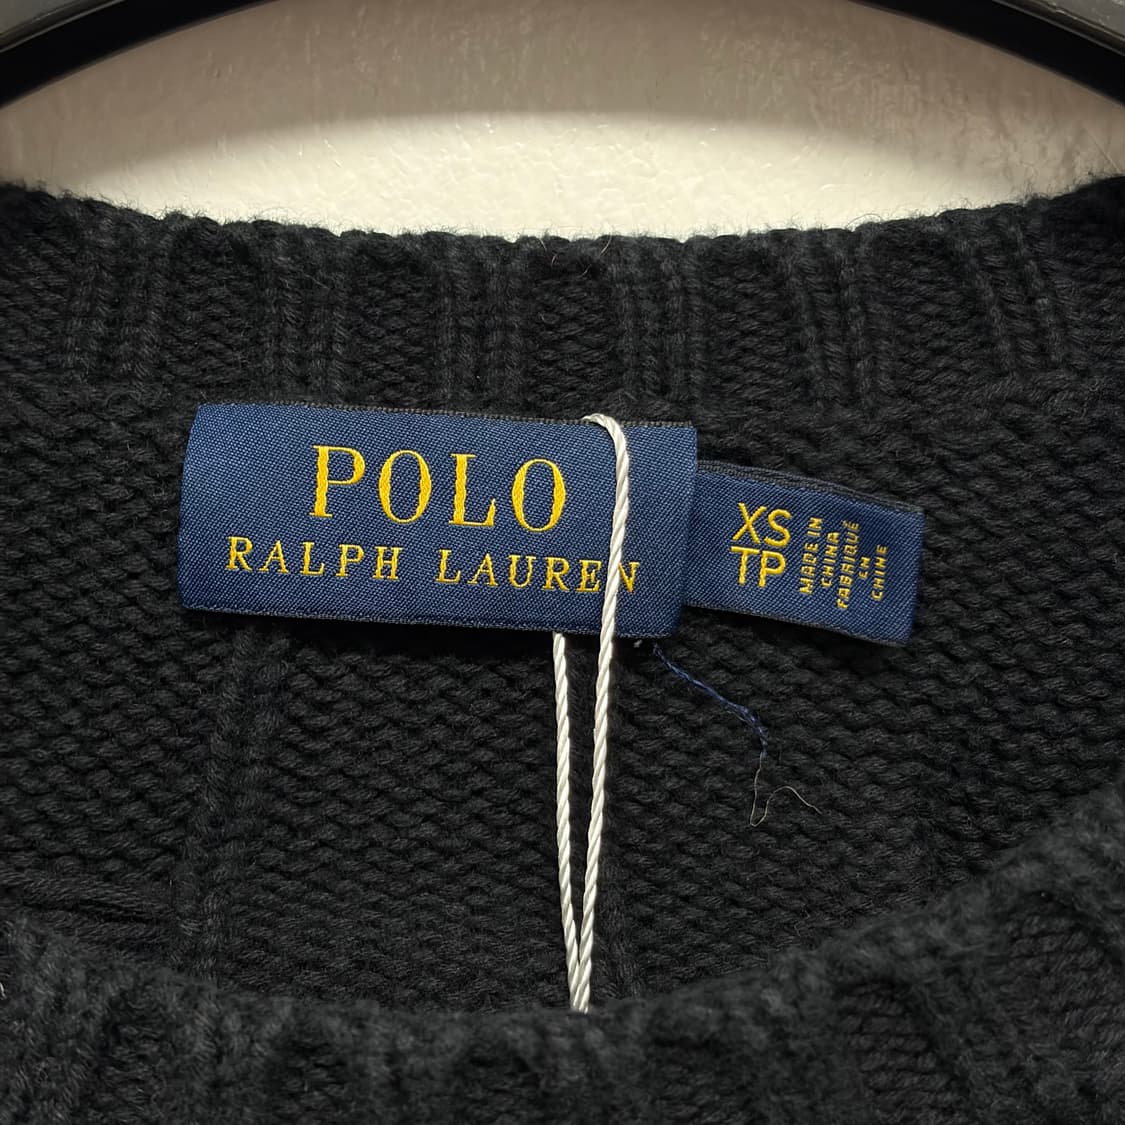 POLO
RALPH LAUREN
XS
TP
MADE IN
CHINA
FABRIQUÉ
EN
CHINE